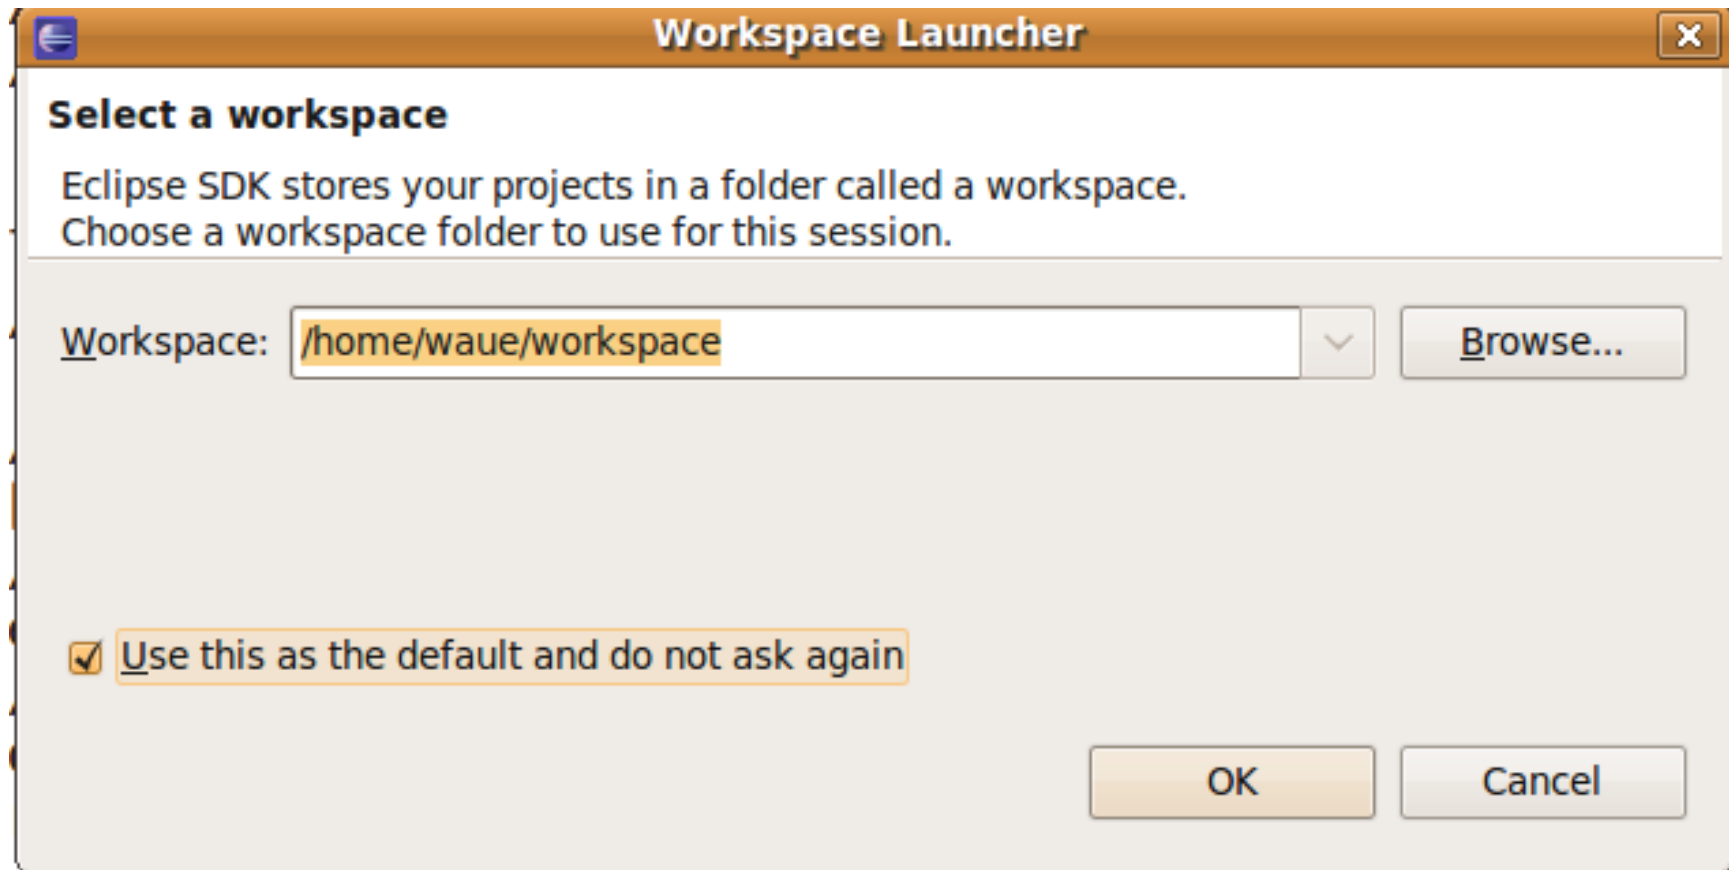 Workspace Launcher
Select a workspace
Eclipse SDK stores your projects in a folder called a workspace.
Choose a workspace folder to use for this session.
Workspace: /home/waue/workspace Browse...
Use this as the default and do not ask again
OK Cancel